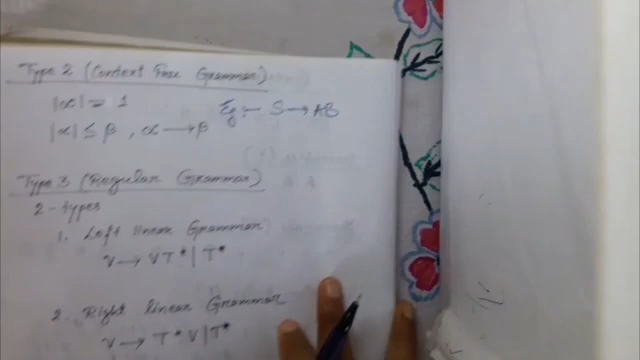 Type 2 (Context Free Grammar)
|α| = 1 Eg:- S → AB
|α| ≤ β , α → β
Type 3 (Regular Grammar)
2-types
1. Left linear Grammar
V → VT* | T*
2. Right linear Grammar
V → T* V | T*